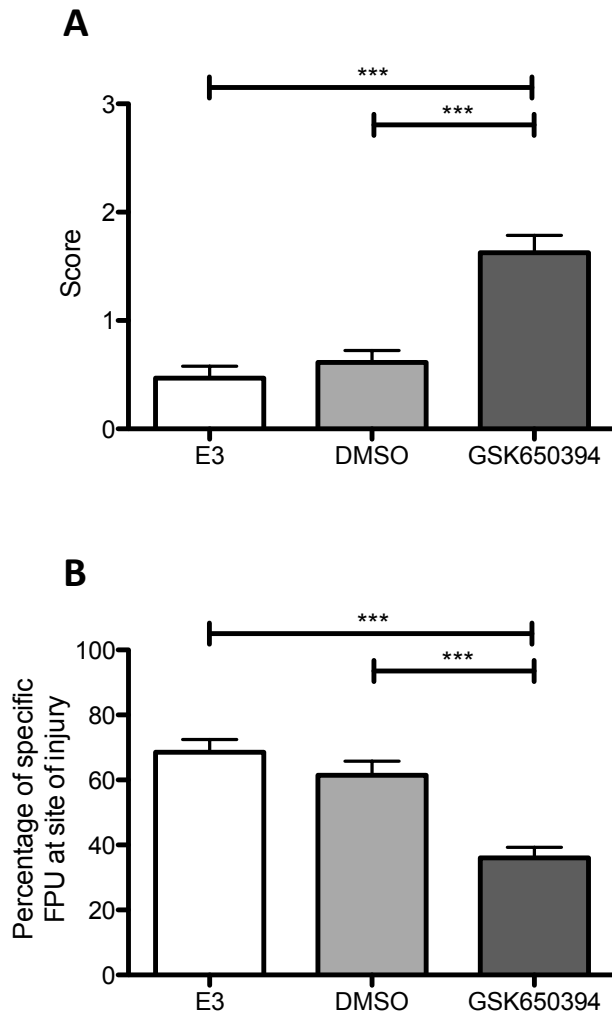 A
***
***
3
2
1
0
Score
E3 DMSO GSK650394
B
***
***
100
80
60
40
20
0
Percentage of specific
FPU at site of injury
E3 DMSO GSK650394